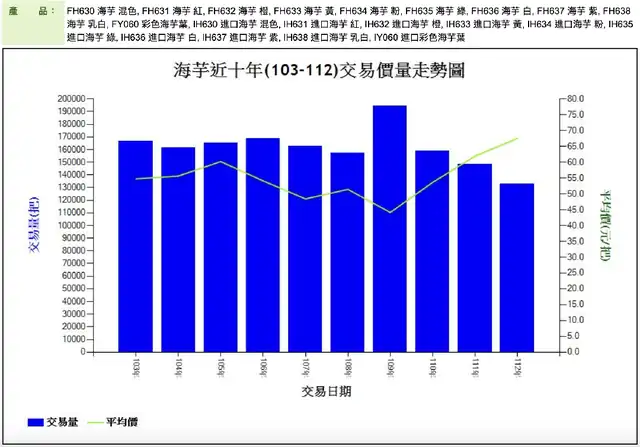 產 品： FH630 海芋 混色, FH631 海芋 紅, FH632 海芋 橙, FH633 海芋 黃, FH634 海芋 粉, FH635 海芋 綠, FH636 海芋 白, FH637 海芋 紫, FH638
海芋 乳白, FY060 彩色海芋葉, IH630 進口海芋 混色, IH631 進口海芋 紅, IH632 進口海芋 橙, IH633 進口海芋 黃, IH634 進口海芋 粉, IH635
進口海芋 綠, IH636 進口海芋 白, IH637 進口海芋 紫, IH638 進口海芋 乳白, IY060 進口彩色海芋葉
海芋近十年(103-112)交易價量走勢圖
200000 80.0
190000 75.0
180000 70.0
170000 65.0
160000 60.0
150000 55.0
140000 50.0
130000 45.0
120000 40.0
110000 35.0
100000 30.0
90000 25.0
80000 20.0
70000 15.0
60000 10.0
50000 5.0
40000 0.0
30000
20000
10000
0
交易量(把)
平均價(元/把)
103年 104年 105年 106年 107年 108年 109年 110年 111年 112年
交易日期
交易量 平均價